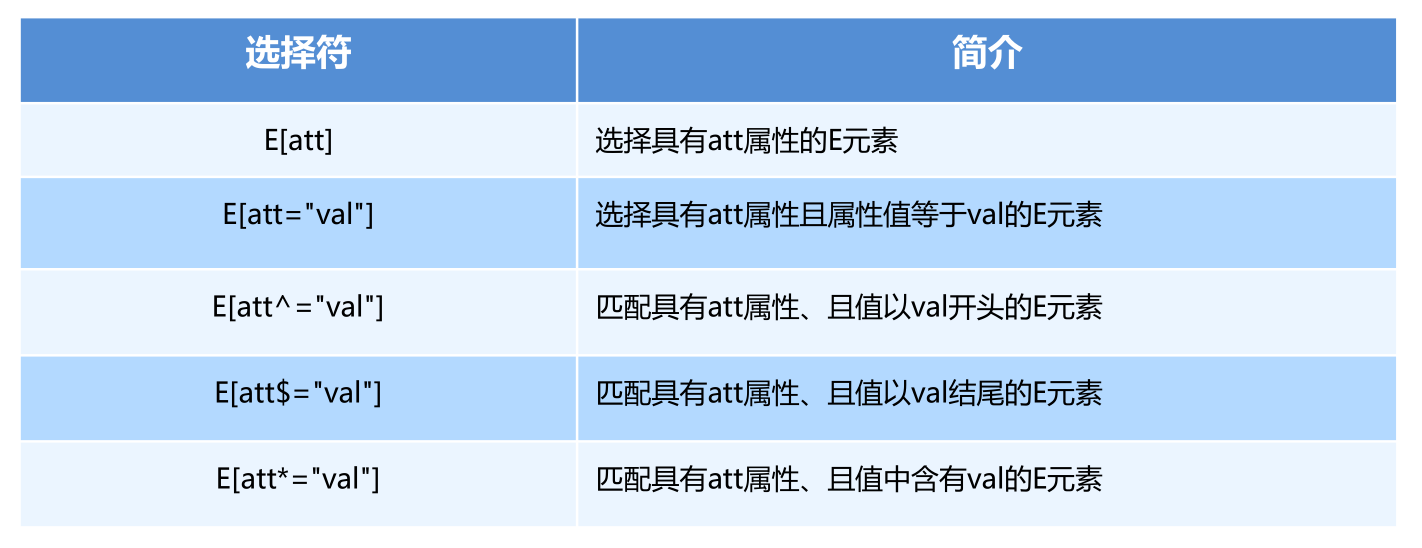 选择符 简介
E[att] 选择具有att属性的E元素
E[att="val"] 选择具有att属性且属性值等于val的E元素
E[att^="val"] 匹配具有att属性、且值以val开头的E元素
E[att$="val"] 匹配具有att属性、且值以val结尾的E元素
E[att*="val"] 匹配具有att属性、且值中含有val的E元素